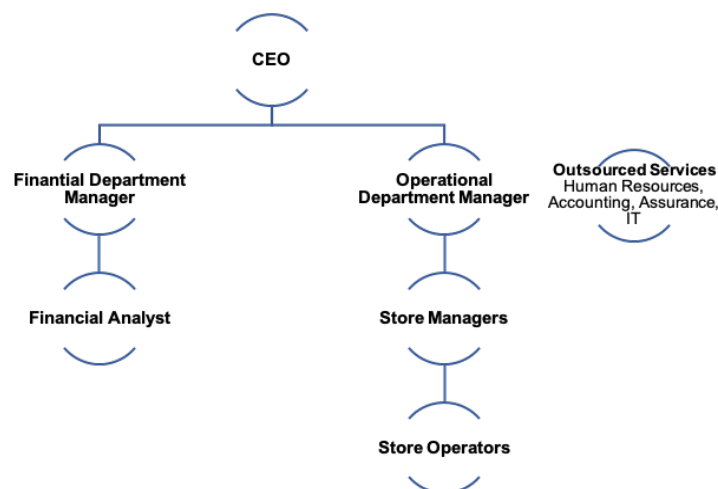 CEO
Finantial Department
Manager
Operational
Department Manager
Outsourced Services
Human Resources,
Accounting, Assurance,
IT
Financial Analyst
Store Managers
Store Operators